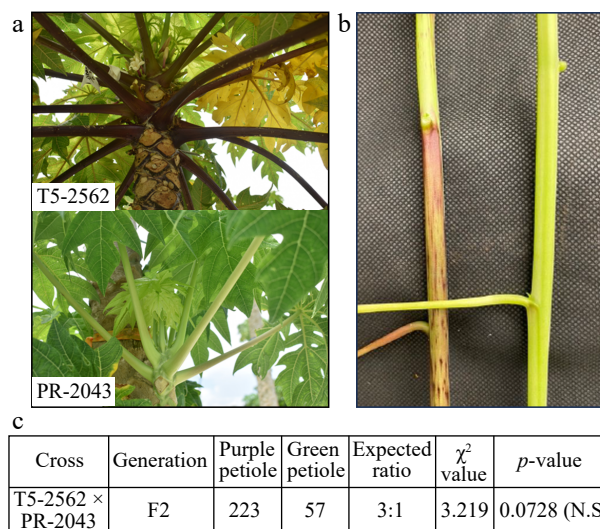 a
b
T5-2562
PR-2043
c
Cross Generation Purple petiole Green petiole Expected ratio χ² value p-value
T5-2562 × PR-2043 F2 223 57 3:1 3.219 0.0728 (N.S